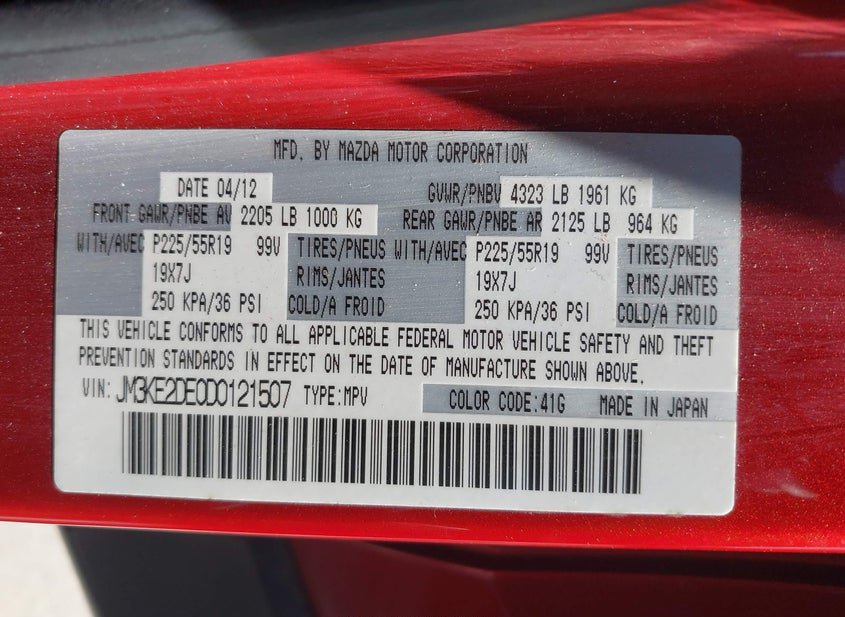 MFD. BY MAZDA MOTOR CORPORATION
DATE 04/12 GVWR/PNBV 4323 LB 1961 KG
FRONT GAWR/PNBE AV 2205 LB 1000 KG REAR GAWR/PNBE AR 2125 LB 964 KG
WITH/AVEC P225/55R19 99V TIRES/PNEUS WITH/AVEC P225/55R19 99V TIRES/PNEUS
19X7J RIMS/JANTES 19X7J RIMS/JANTES
250 KPA/36 PSI COLD/A FROID 250 KPA/36 PSI COLD/A FROID
THIS VEHICLE CONFORMS TO ALL APPLICABLE FEDERAL MOTOR VEHICLE SAFETY AND THEFT
PREVENTION STANDARDS IN EFFECT ON THE DATE OF MANUFACTURE SHOWN ABOVE.
VIN: JM3KE2DE0D0121507 TYPE:MPV COLOR CODE:41G MADE IN JAPAN